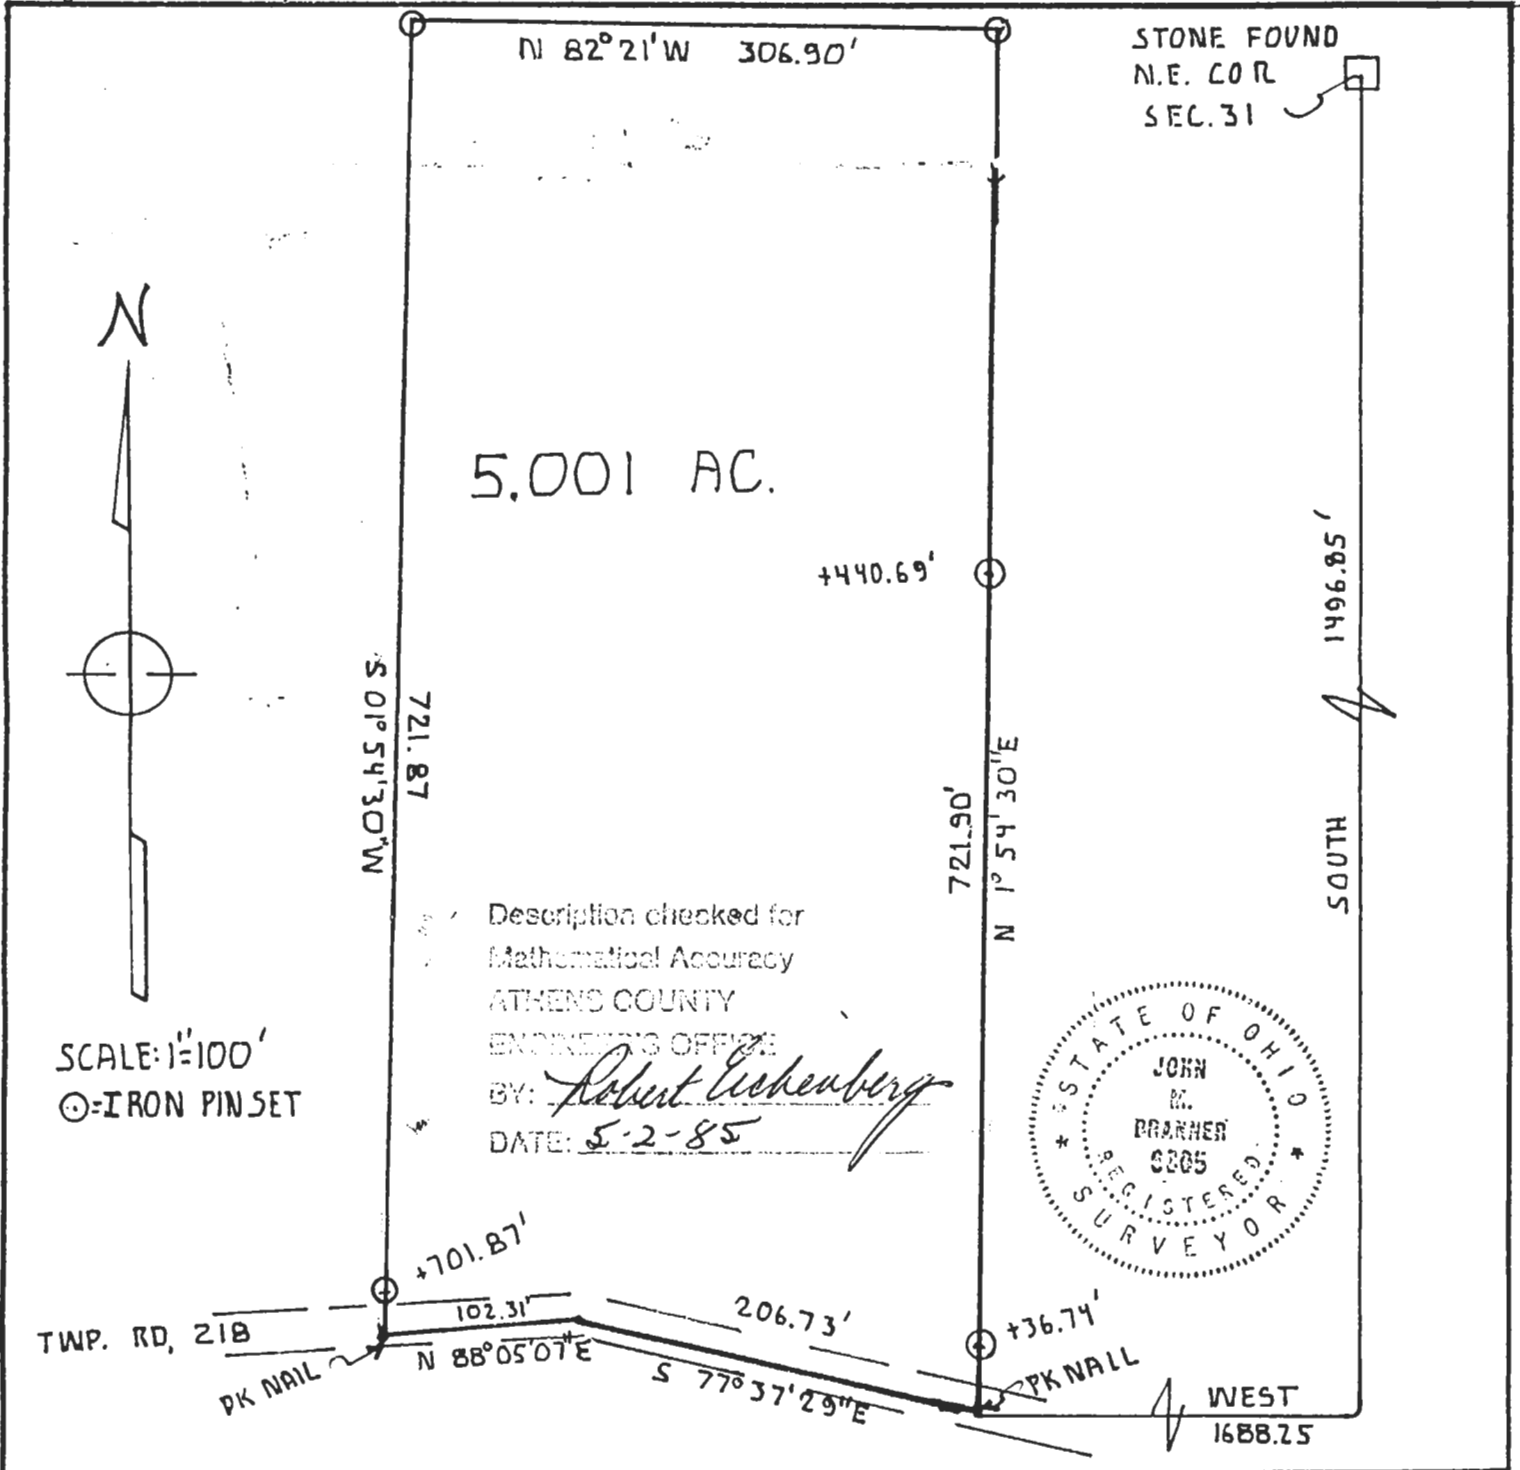 N 82°21'W 306.90'
STONE FOUND
N.E. COR
SEC. 31
N
5.001 AC.
+440.69'
1496.85'
SOUTH
S 01°54'30"W
721.87
721.90'
N 1°54'30"E
Description checked for
Mathematical Accuracy
ATHENS COUNTY
ENGINEER'S OFFICE
BY: Robert Eichenberg
DATE: 5-2-85
SCALE: 1"=100'
⊙=IRON PIN SET
STATE OF OHIO
JOHN
M.
BRANNER
REGISTERED
SURVEYOR
+701.87'
102.31'
206.73'
+36.74'
TWP. RD, 218
N 88°05'07"E
PK NAIL
S 77°37'29"E
PK NAIL
WEST
1688.25